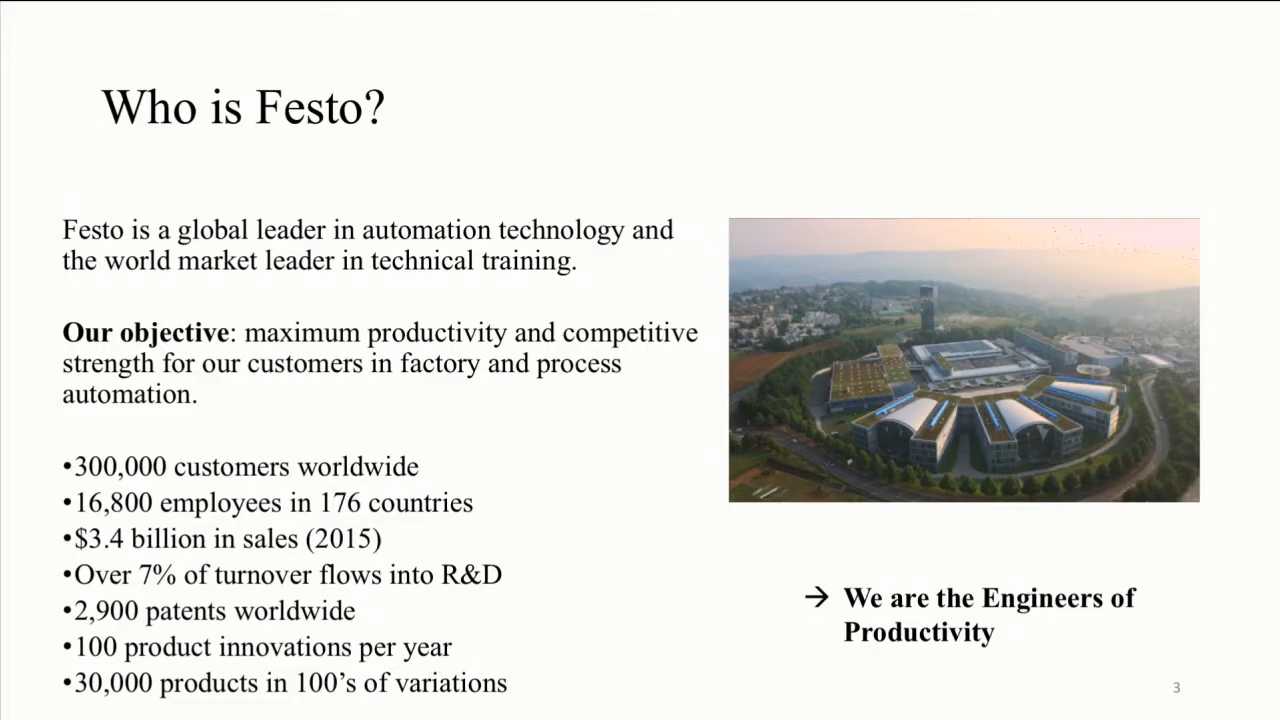 Who is Festo?
Festo is a global leader in automation technology and
the world market leader in technical training.
Our objective: maximum productivity and competitive
strength for our customers in factory and process
automation.
•300,000 customers worldwide
•16,800 employees in 176 countries
•$3.4 billion in sales (2015)
•Over 7% of turnover flows into R&D
•2,900 patents worldwide
•100 product innovations per year
•30,000 products in 100’s of variations
→ We are the Engineers of
Productivity
3